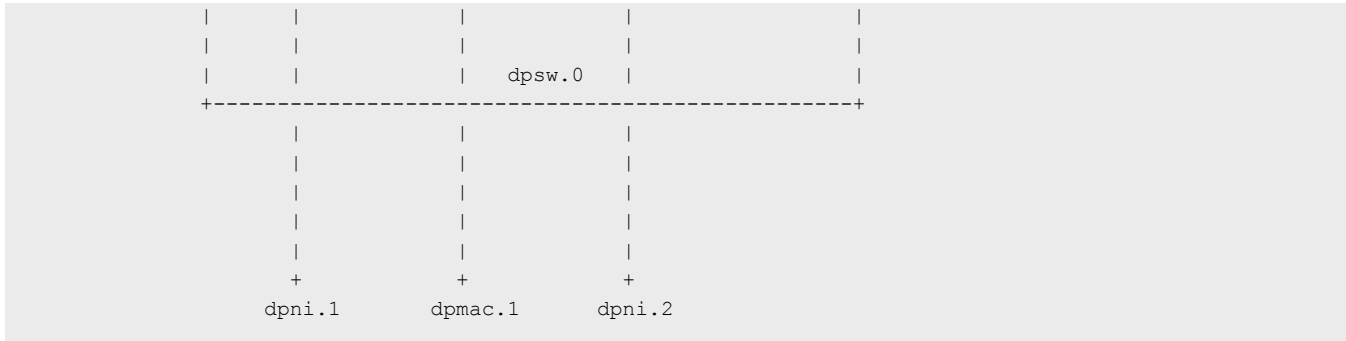 | | | | |
| | | | |
| | | dpsw.0 | |
+--------------------------------------------------+
| | |
| | |
| | |
| | |
| | |
+ + +
dpni.1 dpmac.1 dpni.2